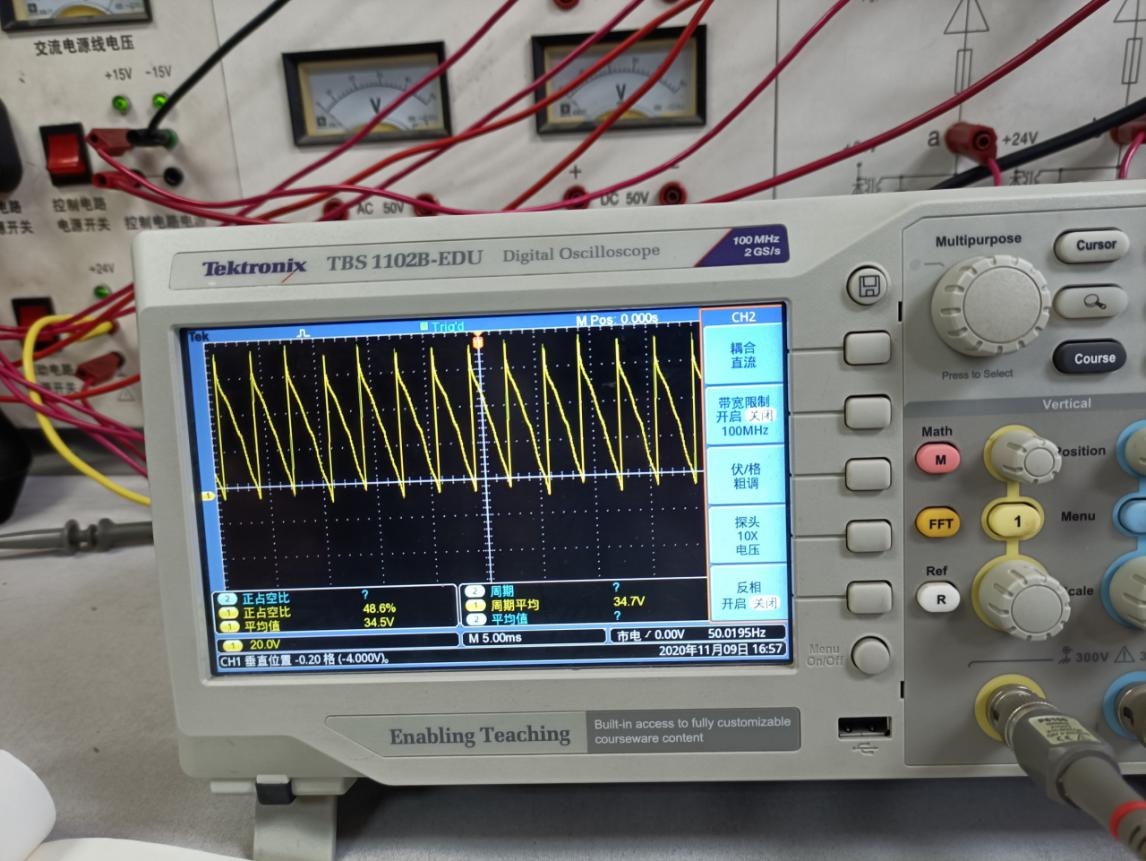 交流电源线电压
+15V
-15V
V
V
控制电路
电源开关
控制电路电
+24V
AC 50V
+
DC 50V
−
a
+24V
Tektronix
TBS 1102B-EDU
Digital Oscilloscope
100 MHz
2 GS/s
Tek
Trig'd
M Pos: 0.000s
CH2
耦合
直流
带宽限制
开启 关闭
100MHz
伏/格
粗调
探头
10X
电压
反相
开启 关闭
1
2 正占空比 ?
1 正占空比 48.6%
1 平均值 34.5V
2 周期 ?
1 周期平均 34.7V
2 平均值 ?
1 20.0V
M 5.00ms
市电 / 0.00V
50.0195Hz
CH1 垂直位置 -0.20 格 (-4.000V)。
2020年11月09日 16:57
Multipurpose
Press to Select
Cursor
Course
Vertical
Math
M
FFT
Ref
R
Position
1
Menu
Scale
Menu
On/Off
300V
Enabling Teaching
Built-in access to fully customizable
courseware content